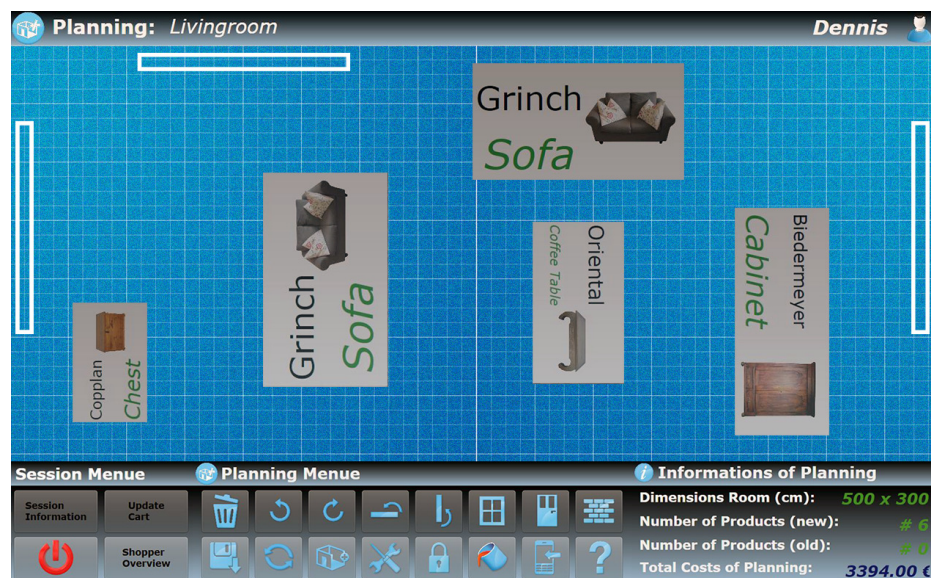 Planning: Livingroom
Dennis
Grinch
Sofa
Grinch
Sofa
Oriental
Coffee Table
Biedermeyer
Cabinet
Copplan
Chest
Session Menue
Planning Menue
Informations of Planning
Session
Information
Update
Cart
Shopper
Overview
Dimensions Room (cm): 500 x 300
Number of Products (new): # 6
Number of Products (old): # 0
Total Costs of Planning: 3394.00 €